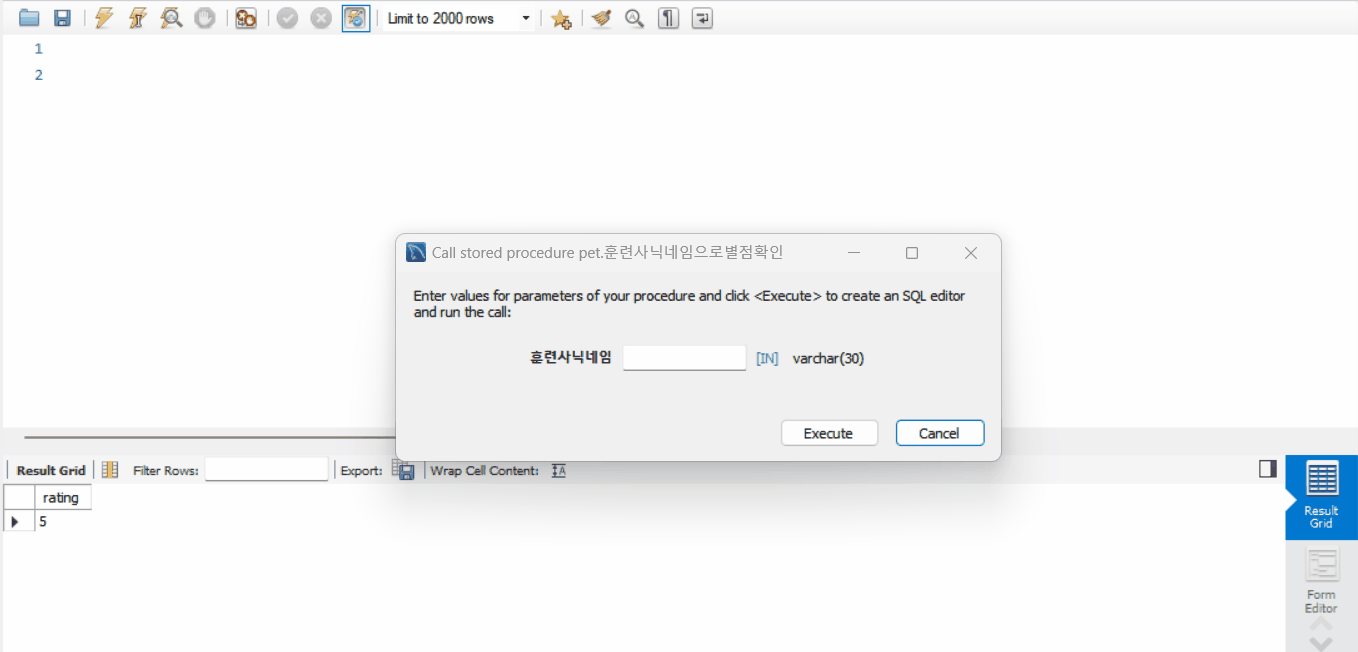 Limit to 2000 rows
1
2
Call stored procedure pet.훈련사닉네임으로별점확인
Enter values for parameters of your procedure and click <Execute> to create an SQL editor
and run the call:
훈련사닉네임 [IN] varchar(30)
Execute Cancel
Result Grid Filter Rows: Export: Wrap Cell Content: IA
rating
5
Result
Grid
Form
Editor